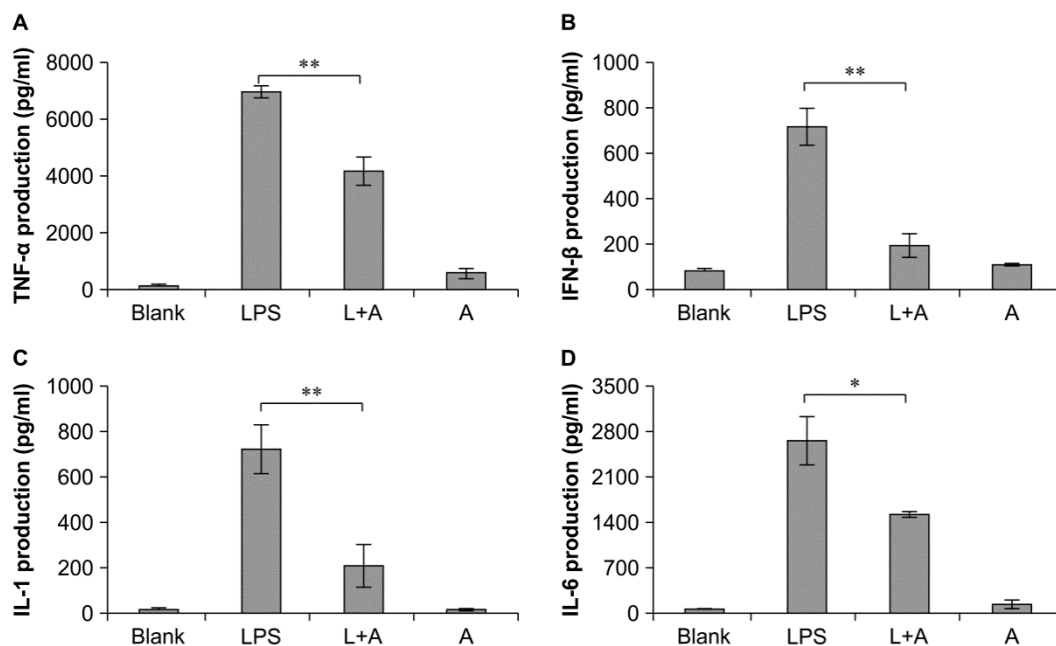 A
TNF-α production (pg/ml)
8000
6000
4000
2000
0
**
Blank LPS L+A A
B
IFN-β production (pg/ml)
1000
800
600
400
200
0
**
Blank LPS L+A A
C
IL-1 production (pg/ml)
1000
800
600
400
200
0
**
Blank LPS L+A A
D
IL-6 production (pg/ml)
3500
2800
2100
1400
700
0
*
Blank LPS L+A A